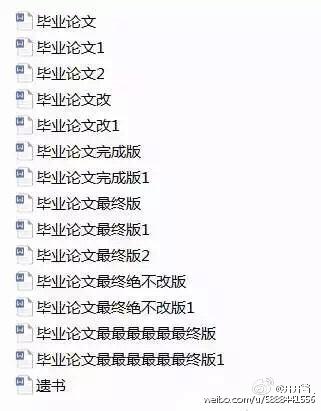 毕业论文
毕业论文1
毕业论文2
毕业论文改
毕业论文改1
毕业论文完成版
毕业论文完成版1
毕业论文最终版
毕业论文最终版1
毕业论文最终版2
毕业论文最终绝不改版
毕业论文最终绝不改版1
毕业论文最最最最最最终版
毕业论文最最最最最最终版1
遗书
weibo.com/u/5888441556